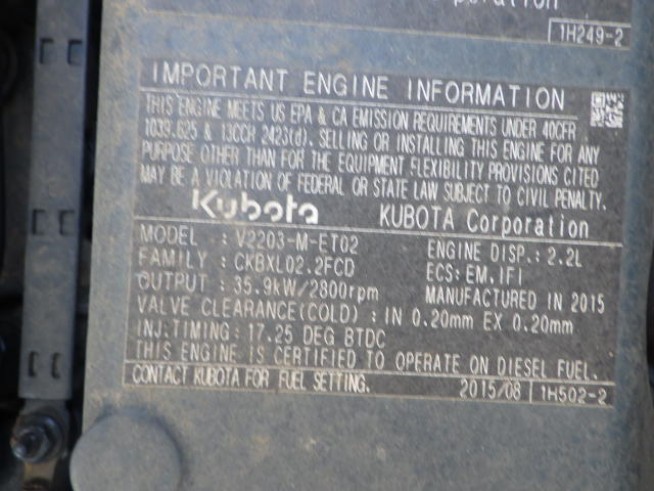 1H249-2
IMPORTANT ENGINE INFORMATION
THIS ENGINE MEETS US EPA & CA EMISSION REQUIREMENTS UNDER 40CFR
1039.625 & 13CCR 2423(d). SELLING OR INSTALLING THIS ENGINE FOR ANY
PURPOSE OTHER THAN FOR THE EQUIPMENT FLEXIBILITY PROVISIONS CITED
MAY BE A VIOLATION OF FEDERAL OR STATE LAW SUBJECT TO CIVIL PENALTY.
Kubota KUBOTA Corporation
MODEL : V2203-M-ET02 ENGINE DISP.: 2.2L
FAMILY : CKBXL02.2FCD ECS: EM, IFI
OUTPUT : 35.9kW/2800rpm MANUFACTURED IN 2015
VALVE CLEARANCE(COLD) : IN 0.20mm EX 0.20mm
INJ.TIMING: 17.25 DEG BTDC
THIS ENGINE IS CERTIFIED TO OPERATE ON DIESEL FUEL.
CONTACT KUBOTA FOR FUEL SETTING. 2015/08 1H502-2